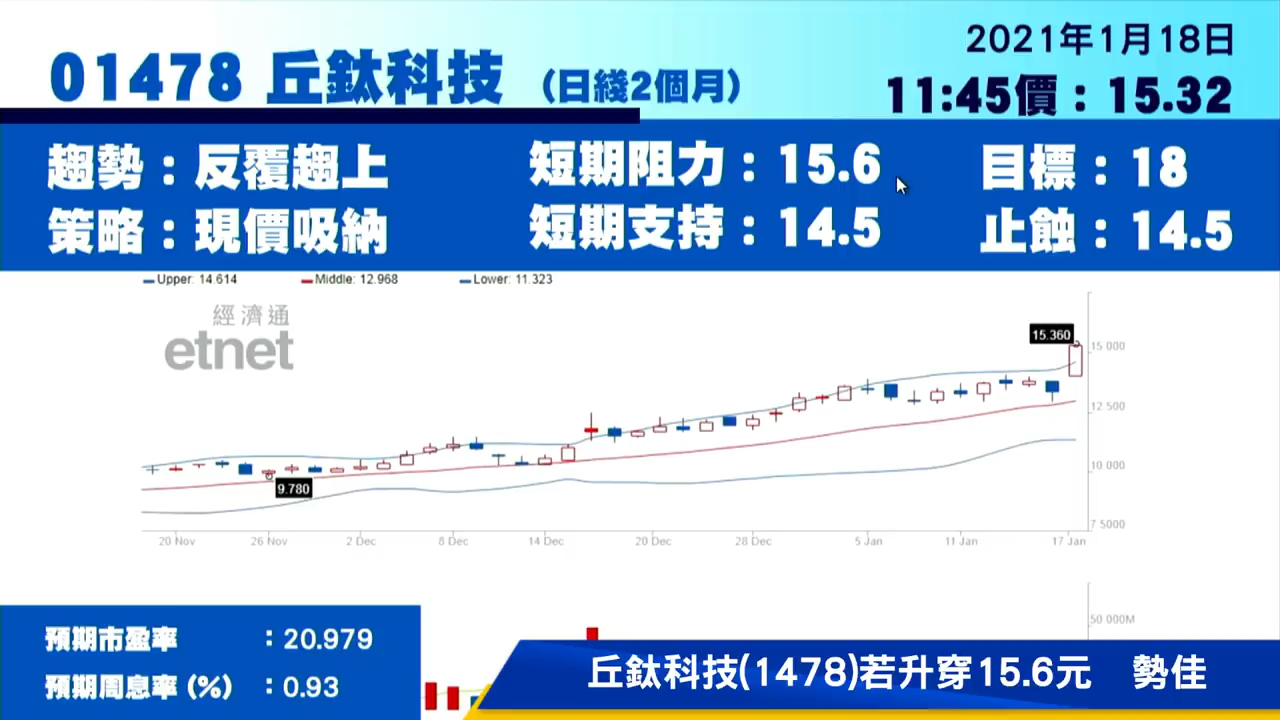 01478 丘鈦科技 (日綫2個月)
2021年1月18日
11:45價：15.32
趨勢：反覆趨上
短期阻力：15.6
目標：18
策略：現價吸納
短期支持：14.5
止蝕：14.5
Upper: 14.614 Middle: 12.968 Lower: 11.323
經濟通
etnet
15.360
15 000
12 500
10 000
9.780
7 5000
20 Nov 26 Nov 2 Dec 8 Dec 14 Dec 20 Dec 28 Dec 5 Jan 11 Jan 17 Jan
50 000M
預期市盈率 ：20.979
預期周息率 (%) ：0.93
丘鈦科技(1478)若升穿15.6元 勢佳